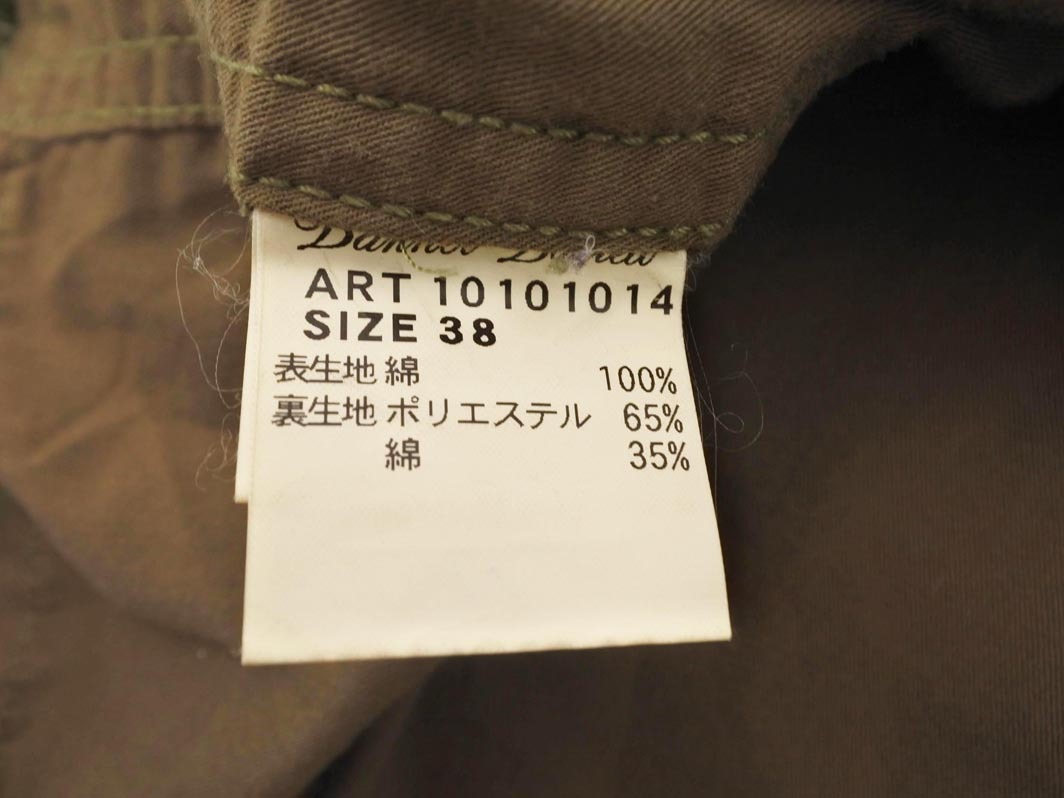 ART 10101014
SIZE 38
表生地 綿 100%
裏生地 ポリエステル 65%
綿 35%